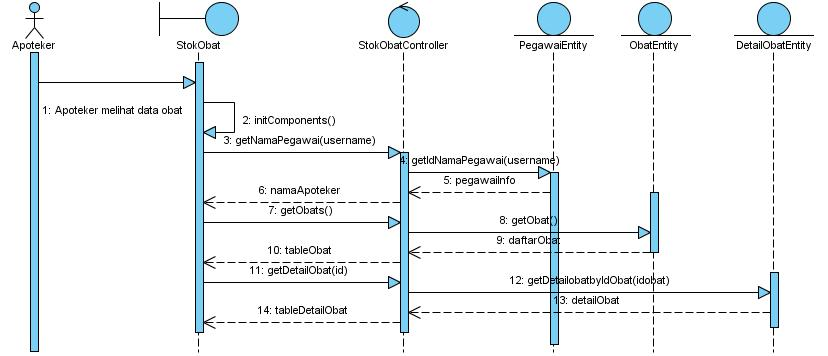 Apoteker
StokObat
StokObatController
PegawaiEntity
ObatEntity
DetailObatEntity
1: Apoteker melihat data obat
2: initComponents()
3: getNamaPegawai(username)
4: getIdNamaPegawai(username)
5: pegawaiInfo
6: namaApoteker
7: getObats()
8: getObat()
9: daftarObat
10: tableObat
11: getDetailObat(id)
12: getDetailobatbyIdObat(idobat)
13: detailObat
14: tableDetailObat